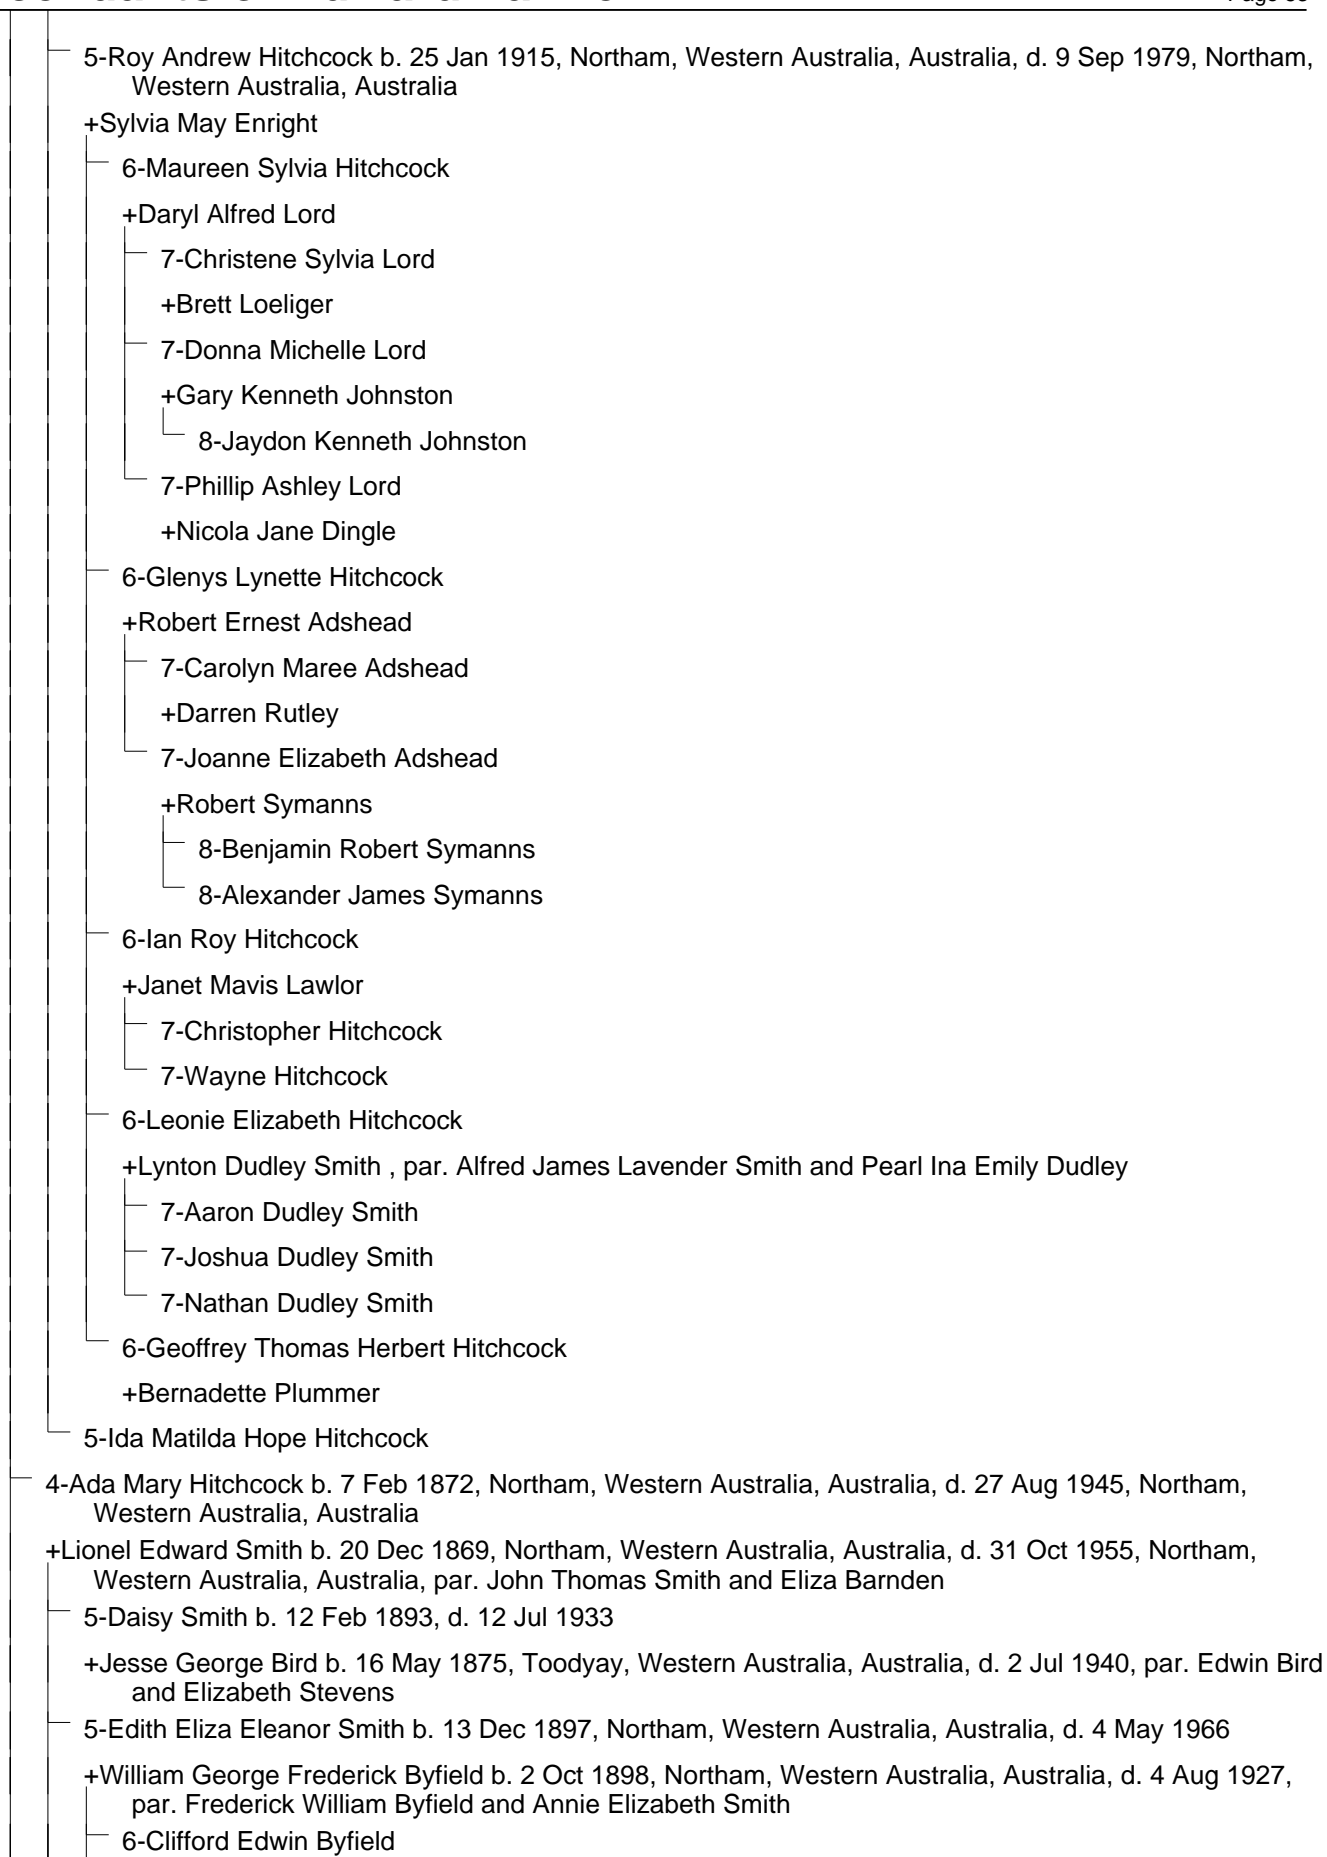 5-Roy Andrew Hitchcock b. 25 Jan 1915, Northam, Western Australia, Australia, d. 9 Sep 1979, Northam,
Western Australia, Australia
+Sylvia May Enright
6-Maureen Sylvia Hitchcock
+Daryl Alfred Lord
7-Christene Sylvia Lord
+Brett Loeliger
7-Donna Michelle Lord
+Gary Kenneth Johnston
8-Jaydon Kenneth Johnston
7-Phillip Ashley Lord
+Nicola Jane Dingle
6-Glenys Lynette Hitchcock
+Robert Ernest Adshead
7-Carolyn Maree Adshead
+Darren Rutley
7-Joanne Elizabeth Adshead
+Robert Symanns
8-Benjamin Robert Symanns
8-Alexander James Symanns
6-Ian Roy Hitchcock
+Janet Mavis Lawlor
7-Christopher Hitchcock
7-Wayne Hitchcock
6-Leonie Elizabeth Hitchcock
+Lynton Dudley Smith , par. Alfred James Lavender Smith and Pearl Ina Emily Dudley
7-Aaron Dudley Smith
7-Joshua Dudley Smith
7-Nathan Dudley Smith
6-Geoffrey Thomas Herbert Hitchcock
+Bernadette Plummer
5-Ida Matilda Hope Hitchcock
4-Ada Mary Hitchcock b. 7 Feb 1872, Northam, Western Australia, Australia, d. 27 Aug 1945, Northam,
Western Australia, Australia
+Lionel Edward Smith b. 20 Dec 1869, Northam, Western Australia, Australia, d. 31 Oct 1955, Northam,
Western Australia, Australia, par. John Thomas Smith and Eliza Barnden
5-Daisy Smith b. 12 Feb 1893, d. 12 Jul 1933
+Jesse George Bird b. 16 May 1875, Toodyay, Western Australia, Australia, d. 2 Jul 1940, par. Edwin Bird
and Elizabeth Stevens
5-Edith Eliza Eleanor Smith b. 13 Dec 1897, Northam, Western Australia, Australia, d. 4 May 1966
+William George Frederick Byfield b. 2 Oct 1898, Northam, Western Australia, Australia, d. 4 Aug 1927,
par. Frederick William Byfield and Annie Elizabeth Smith
6-Clifford Edwin Byfield